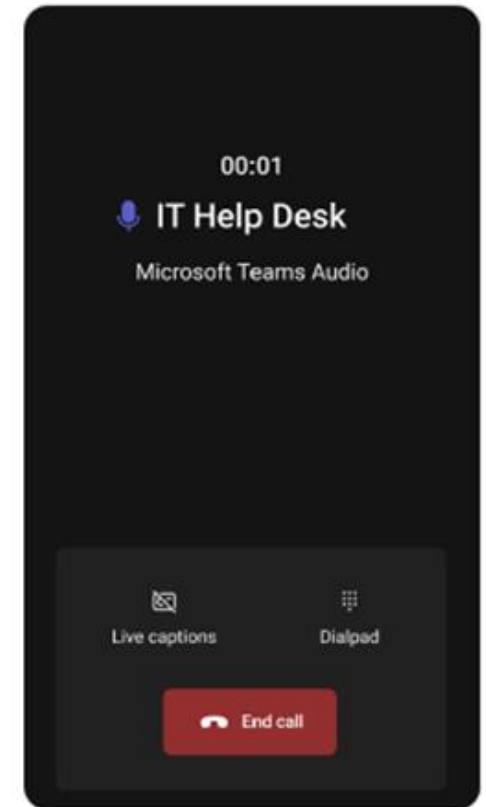 00:01
IT Help Desk
Microsoft Teams Audio
Live captions
Dialpad
End call